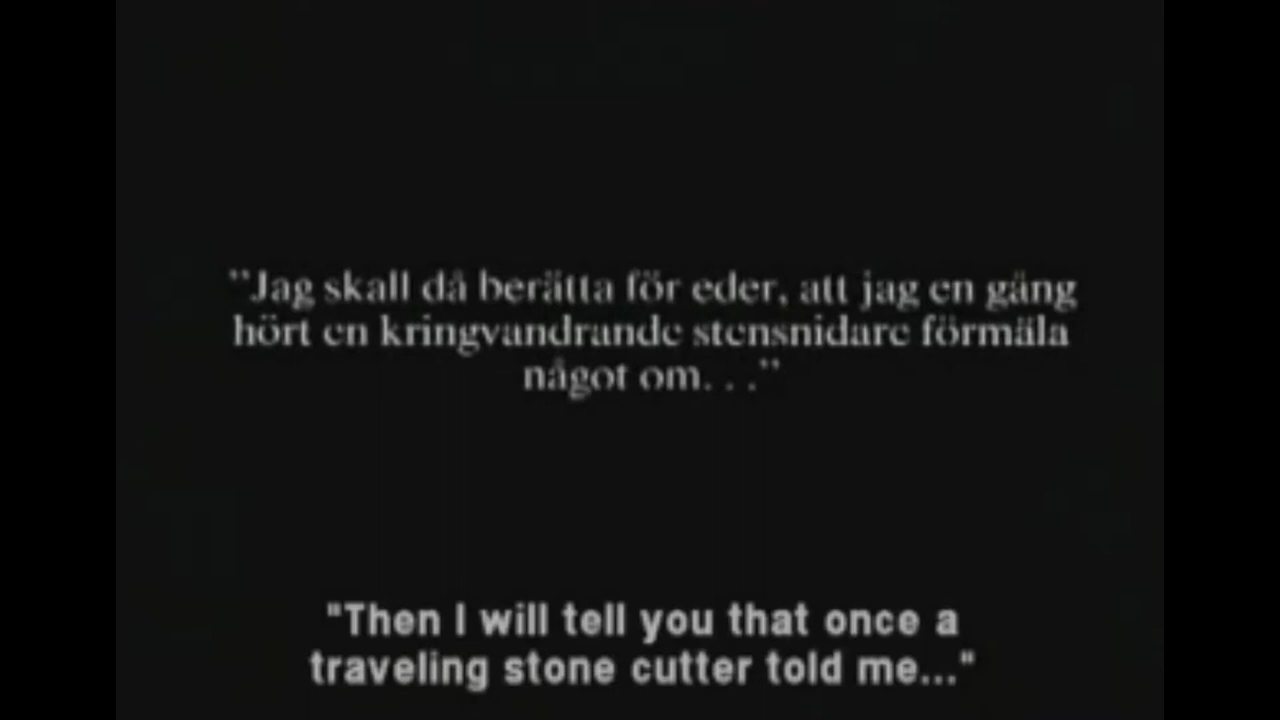 ”Jag skall då berätta för eder, att jag en gång
hört en kringvandrande stensnidare förmäla
något om. . .”
"Then I will tell you that once a
traveling stone cutter told me..."